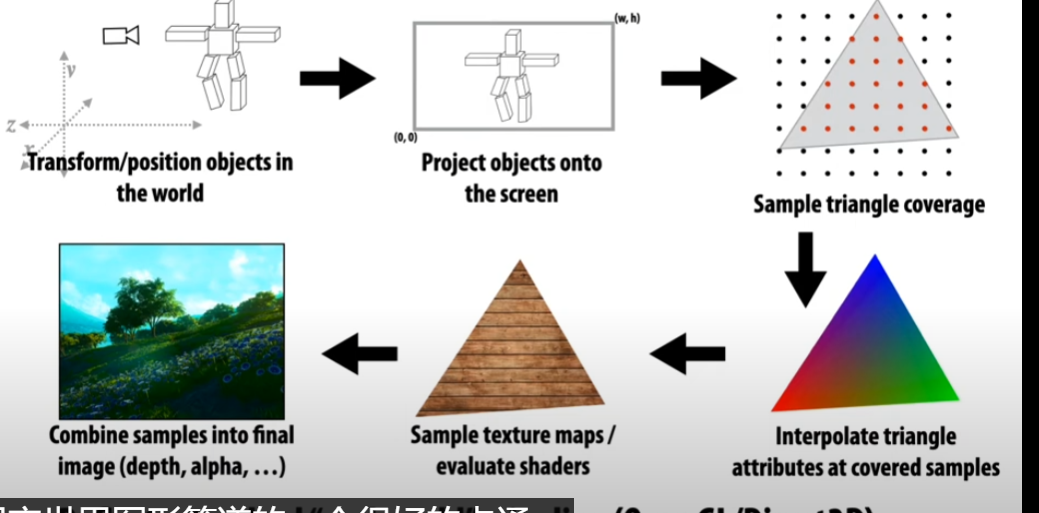 (w, h)
y
z
x
(0, 0)
Transform/position objects in
the world
Project objects onto
the screen
Sample triangle coverage
Combine samples into final
image (depth, alpha, …)
Sample texture maps /
evaluate shaders
Interpolate triangle
attributes at covered samples